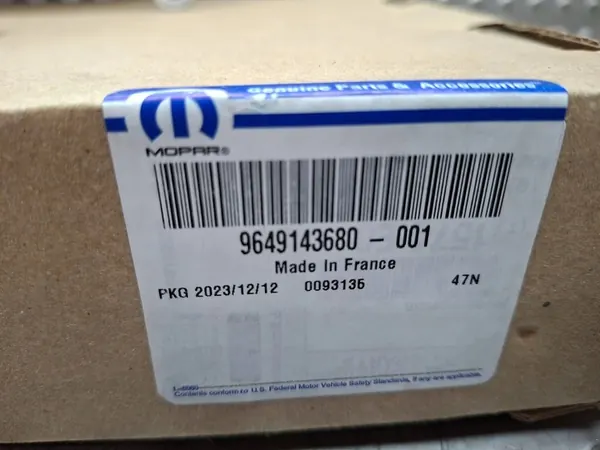 Genuine Parts & Accessories
MOPAR®
9649143680 - 001
Made In France
PKG 2023/12/12 0093136 47N
Contents conform to U.S. Federal Motor Vehicle Safety Standards, if any are applicable.